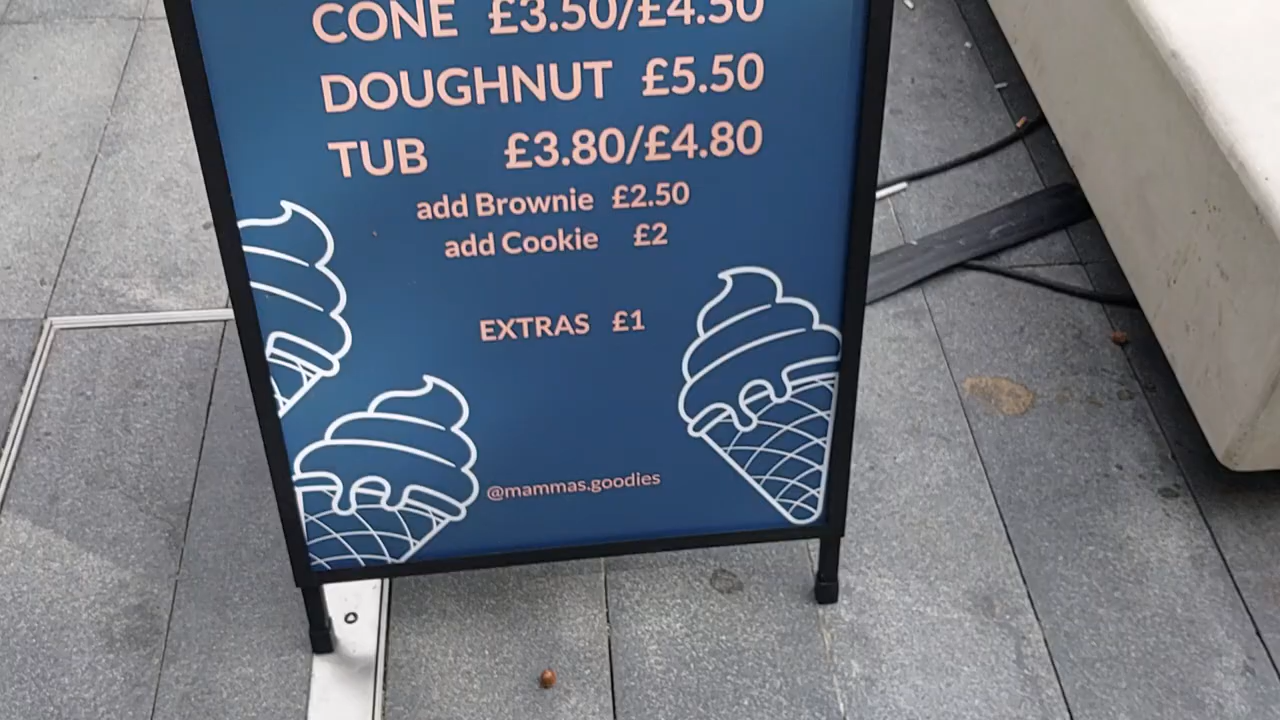 CONE £3.50/£4.50
DOUGHNUT £5.50
TUB £3.80/£4.80
add Brownie £2.50
add Cookie £2
EXTRAS £1
@mammas.goodies